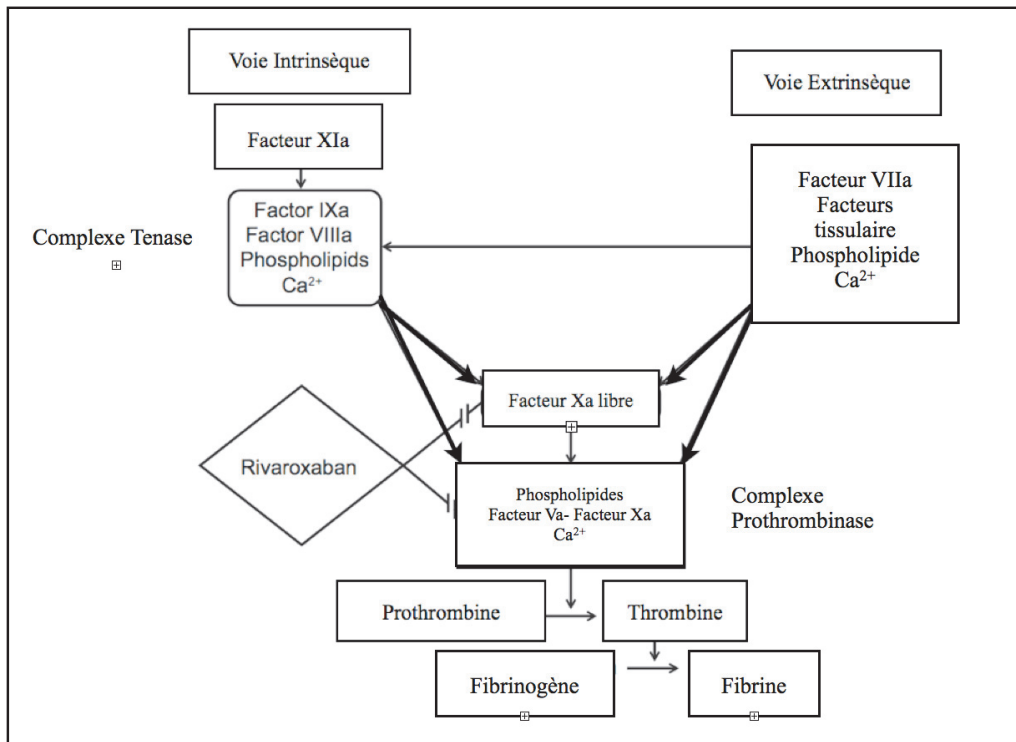 Voie Intrinsèque
Voie Extrinsèque
Facteur XIa
Facteur VIIa
Facteurs
tissulaire
Phospholipide
Ca²⁺
Complexe Tenase
Factor IXa
Factor VIIIa
Phospholipids
Ca²⁺
Facteur Xa libre
Rivaroxaban
Phospholipides
Facteur Va- Facteur Xa
Ca²⁺
Complexe
Prothrombinase
Prothrombine
Thrombine
Fibrinogène
Fibrine